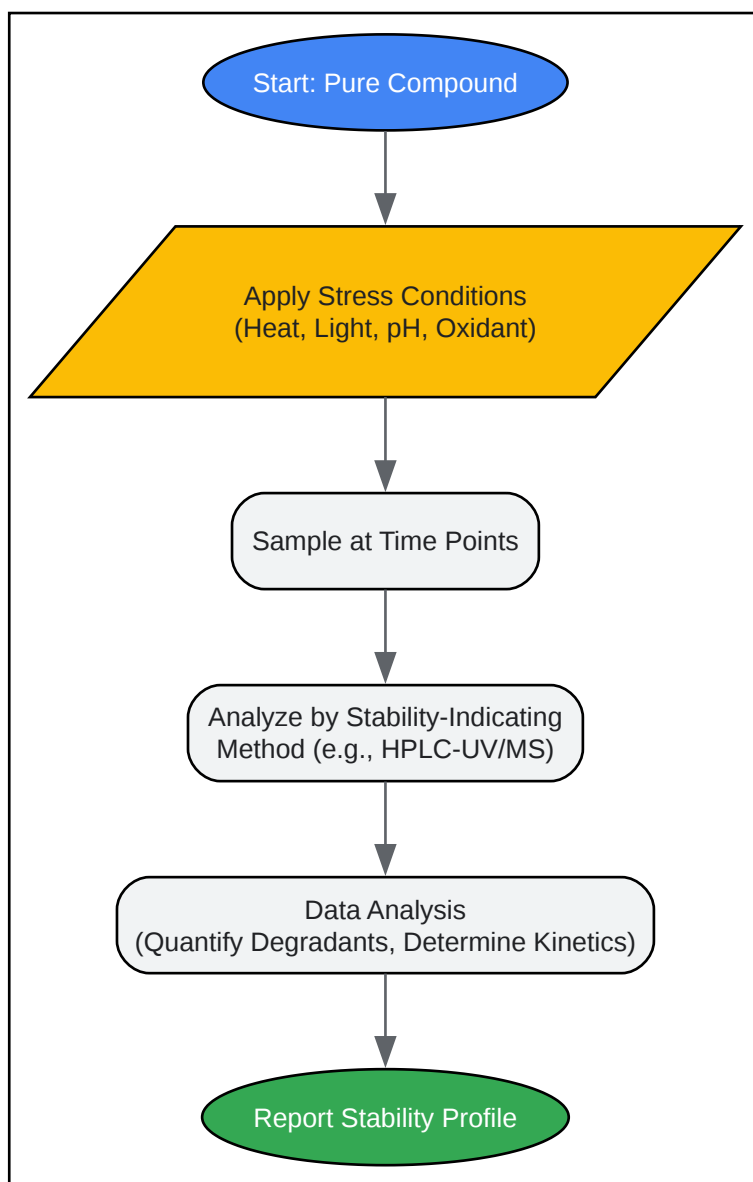 Start: Pure Compound
Apply Stress Conditions
(Heat, Light, pH, Oxidant)
Sample at Time Points
Analyze by Stability-Indicating
Method (e.g., HPLC-UV/MS)
Data Analysis
(Quantify Degradants, Determine Kinetics)
Report Stability Profile